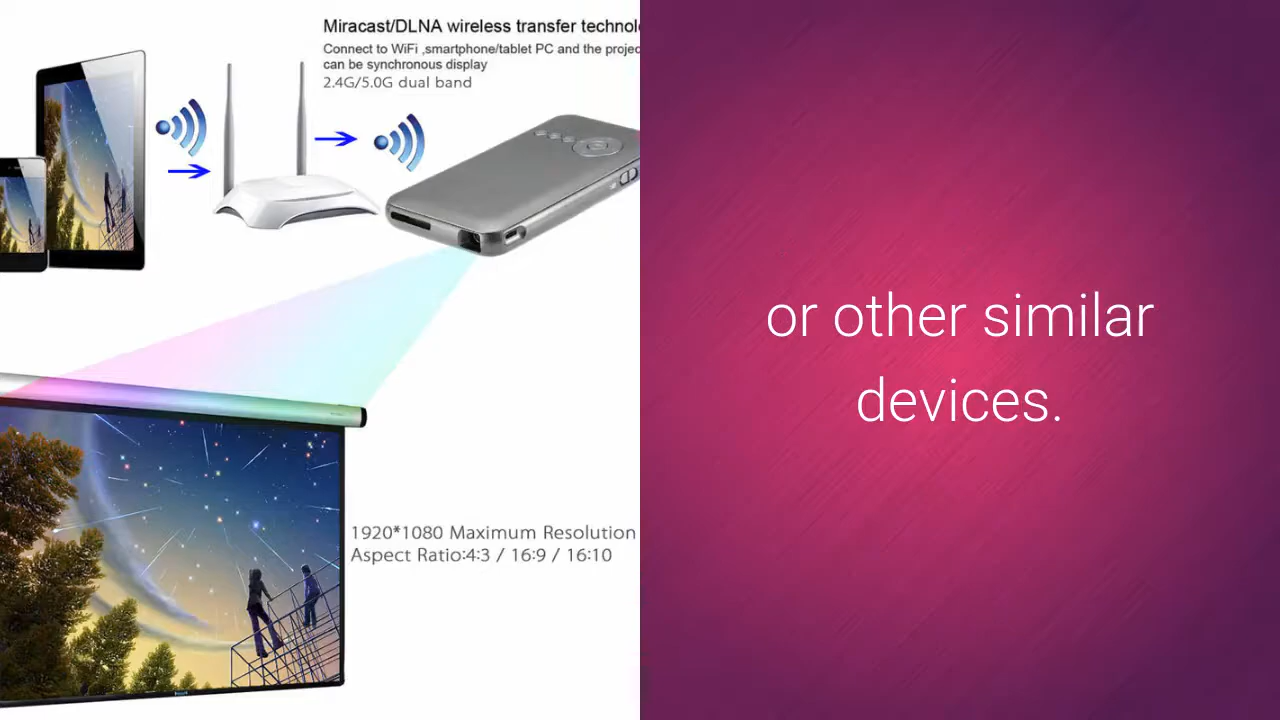 Miracast/DLNA wireless transfer
Connect to WiFi ,smartphone/tablet PC and the
can be synchronous display
2.4G/5.0G dual band
or other similar
devices.
1920*1080 Maximum Resolution
Aspect Ratio:4:3 / 16:9 / 16:10